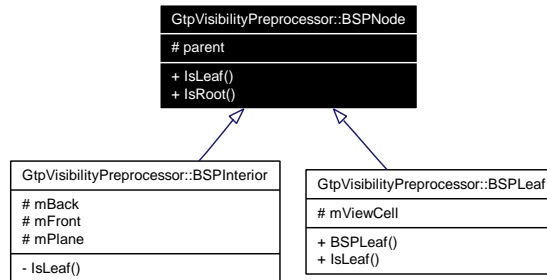 GtpVisibilityPreprocessor::BSPNode
# parent
+ IsLeaf()
+ IsRoot()
GtpVisibilityPreprocessor::BSPInterior
# mBack
# mFront
# mPlane
- IsLeaf()
GtpVisibilityPreprocessor::BSPLeaf
# mViewCell
+ BSPLeaf()
+ IsLeaf()